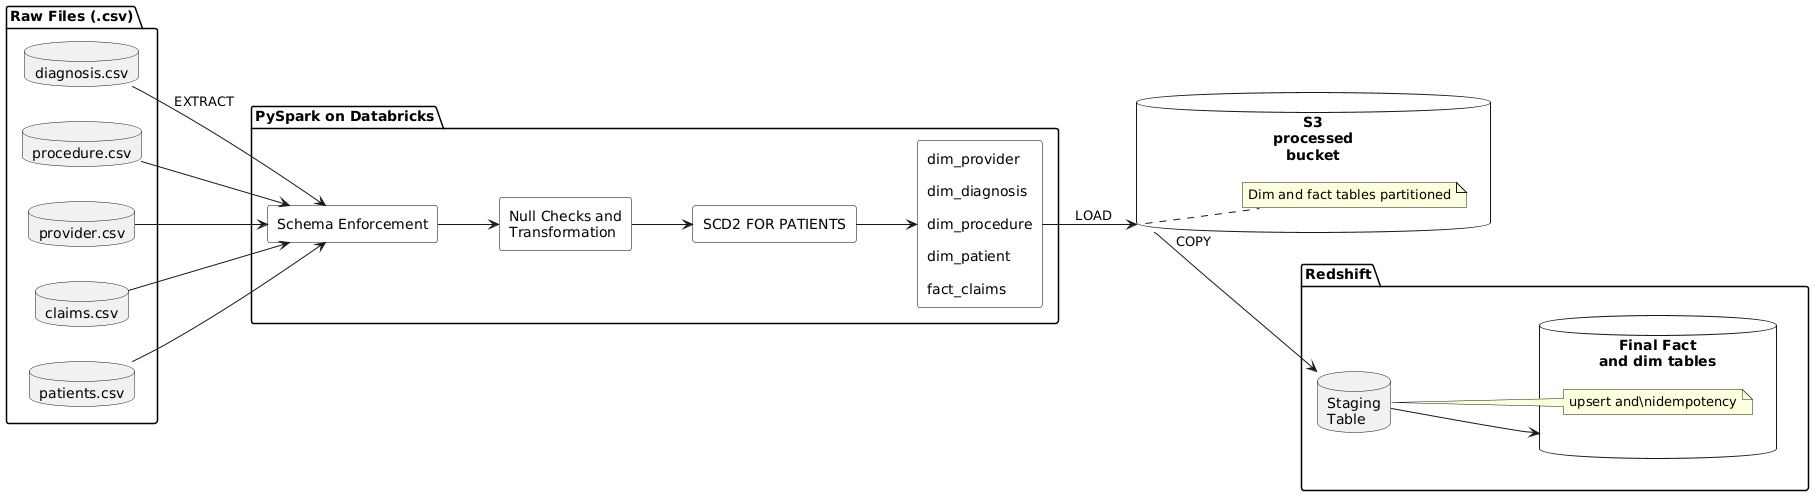 Raw Files (.csv)
diagnosis.csv
procedure.csv
provider.csv
claims.csv
patients.csv
EXTRACT
PySpark on Databricks
Schema Enforcement
Null Checks and
Transformation
SCD2 FOR PATIENTS
dim_provider
dim_diagnosis
dim_procedure
dim_patient
fact_claims
LOAD
S3
processed
bucket
Dim and fact tables partitioned
COPY
Redshift
Staging
Table
Final Fact
and dim tables
upsert and\nidempotency